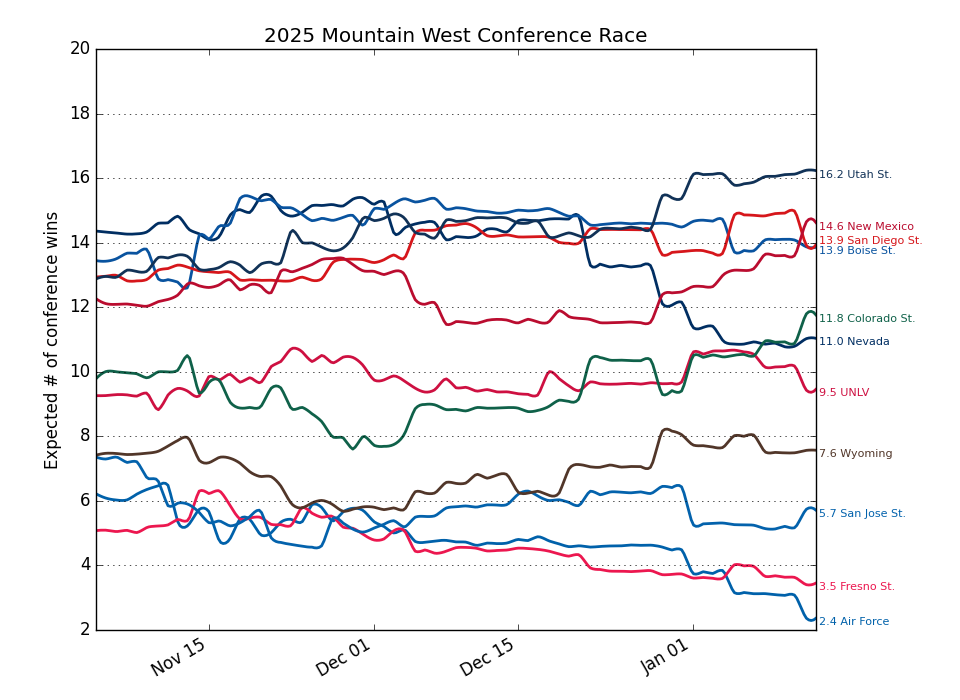 2025 Mountain West Conference Race
Expected # of conference wins
20
18
16
14
12
10
8
6
4
2
Nov 15
Dec 01
Dec 15
Jan 01
16.2 Utah St.
14.6 New Mexico
13.9 San Diego St.
13.9 Boise St.
11.8 Colorado St.
11.0 Nevada
9.5 UNLV
7.6 Wyoming
5.7 San Jose St.
3.5 Fresno St.
2.4 Air Force